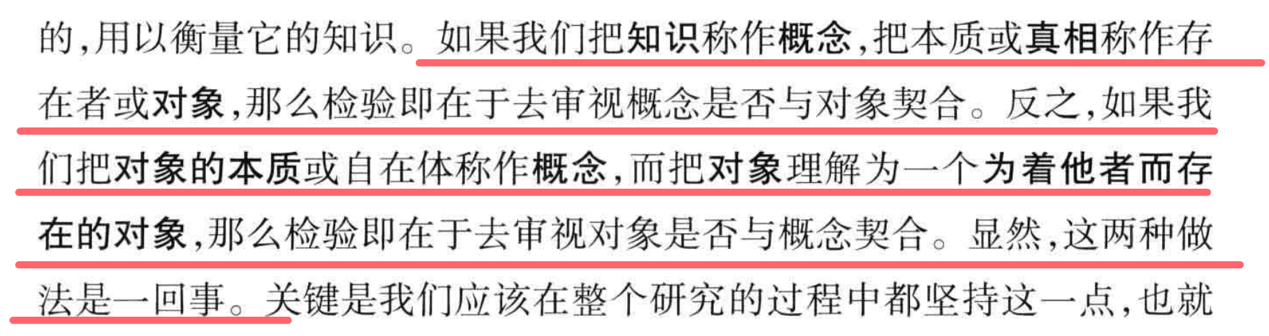 的,用以衡量它的知识。如果我们把知识称作概念,把本质或真相称作存
在者或对象,那么检验即在于去审视概念是否与对象契合。反之,如果我
们把对象的本质或自在体称作概念,而把对象理解为一个为着他者而存
在的对象,那么检验即在于去审视对象是否与概念契合。显然,这两种做
法是一回事。关键是我们应该在整个研究的过程中都坚持这一点,也就